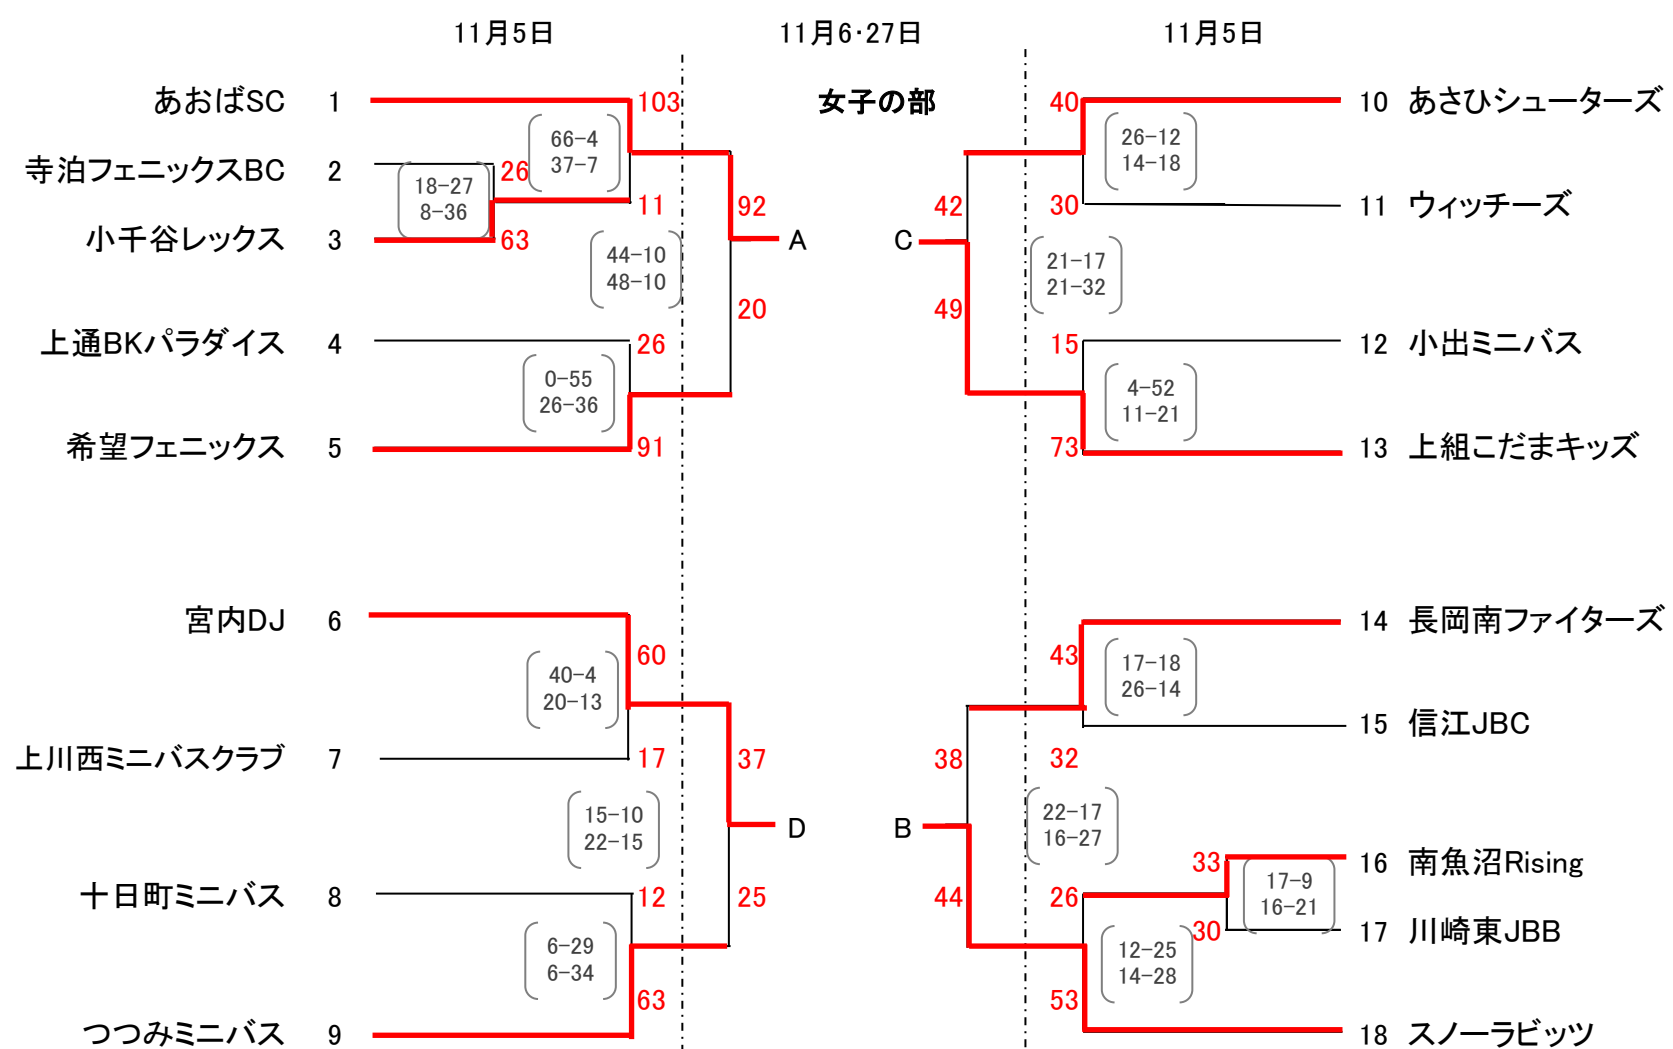 11月5日
11月6･27日
11月5日
女子の部
あおばSC 1
103
66-4
37-7
寺泊フェニックスBC 2
26
18-27
8-36
11
小千谷レックス 3
63
92
A
44-10
48-10
20
上通BKパラダイス 4
26
0-55
26-36
希望フェニックス 5
91
宮内DJ 6
60
40-4
20-13
上川西ミニバスクラブ 7
17
37
15-10
22-15
D
十日町ミニバス 8
12
25
6-29
6-34
63
つつみミニバス 9
40
10 あさひシューターズ
26-12
14-18
42
30
11 ウィッチーズ
C
21-17
21-32
49
15
12 小出ミニバス
4-52
11-21
73
13 上組こだまキッズ
14 長岡南ファイターズ
43
17-18
26-14
15 信江JBC
38
32
22-17
16-27
B
33
16 南魚沼Rising
17-9
16-21
44
26
30
17 川崎東JBB
12-25
14-28
53
18 スノーラビッツ